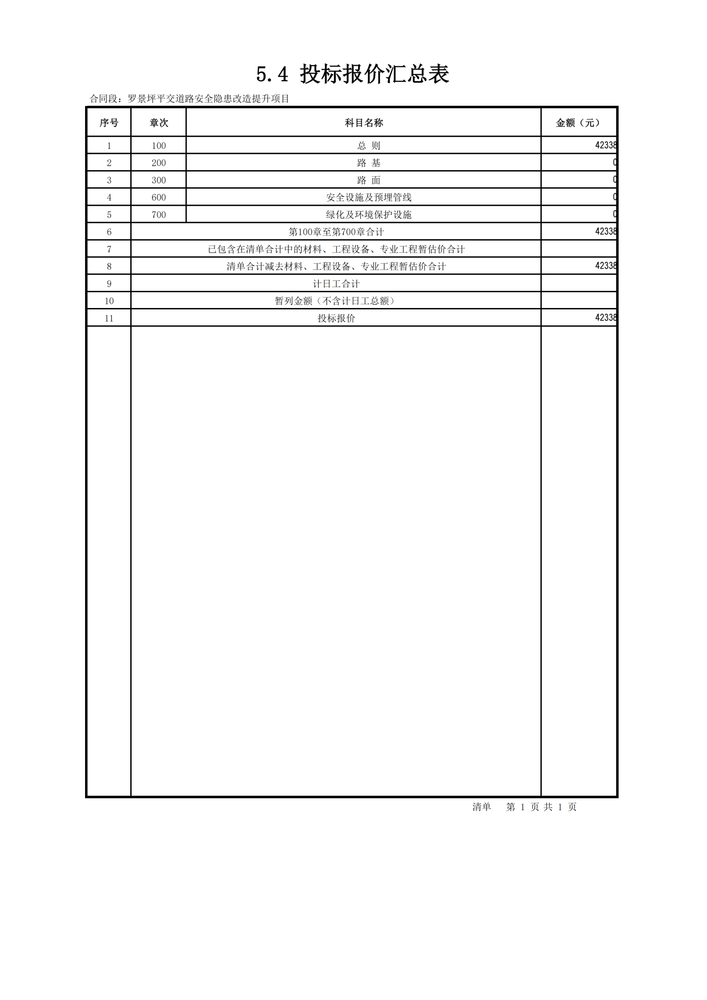 5.4 投标报价汇总表
合同段：罗景坪平交道路安全隐患改造提升项目
序号 章次 科目名称 金额（元）
1 100 总 则 42338
2 200 路 基 0
3 300 路 面 0
4 600 安全设施及预埋管线 0
5 700 绿化及环境保护设施 0
6 第100章至第700章合计 42338
7 已包含在清单合计中的材料、工程设备、专业工程暂估价合计
8 清单合计减去材料、工程设备、专业工程暂估价合计 42338
9 计日工合计
10 暂列金额（不含计日工总额）
11 投标报价 42338
清单 第 1 页 共 1 页